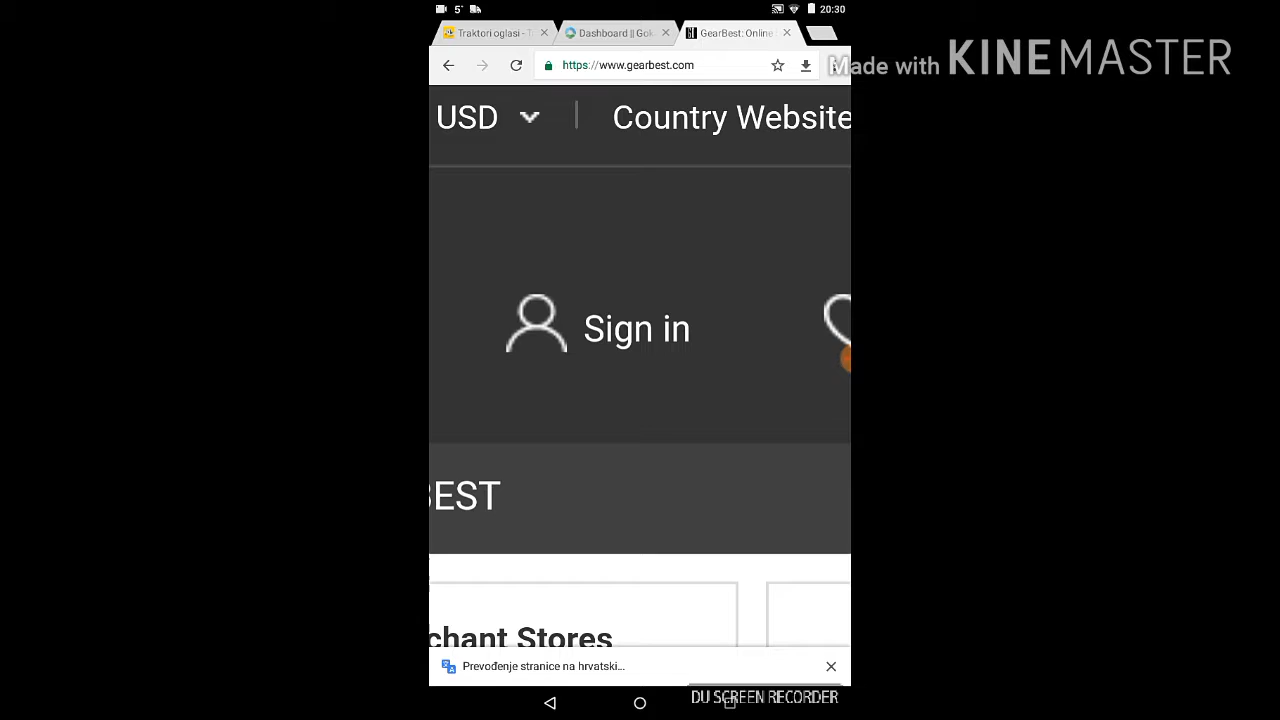 5° 20:30
Traktori oglasi - Dashboard || Gol GearBest: Online
https://www.gearbest.com
Made with KINEMASTER
USD Country Website
Sign in
BEST
chant Stores
Prevođenje stranice na hrvatski...
DU SCREEN RECORDER